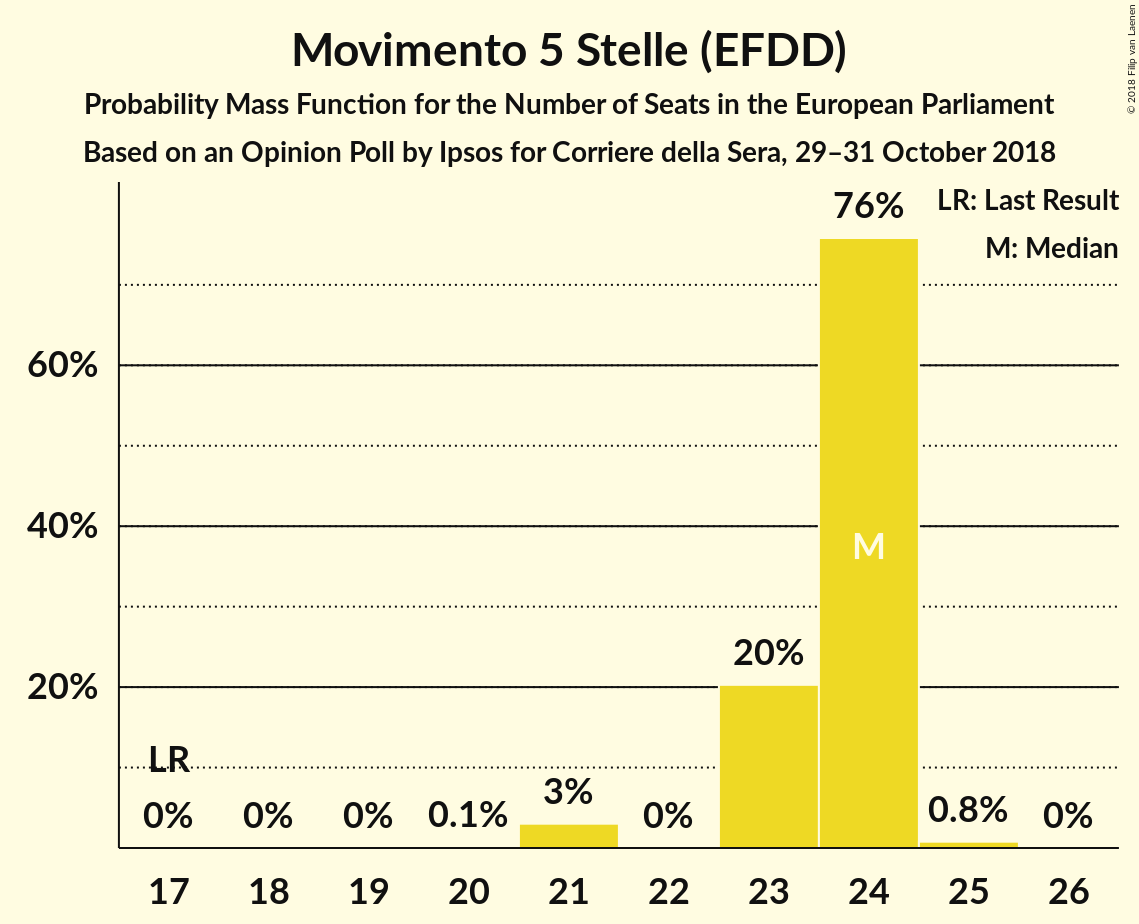 Movimento 5 Stelle (EFDD)
Probability Mass Function for the Number of Seats in the European Parliament
Based on an Opinion Poll by Ipsos for Corriere della Sera, 29–31 October 2018
© 2018 Filip van Laenen
LR: Last Result
M: Median
76%
60%
40%
M
20%
20%
LR
0% 0% 0% 0.1% 3% 0% 0.8% 0%
17 18 19 20 21 22 23 24 25 26